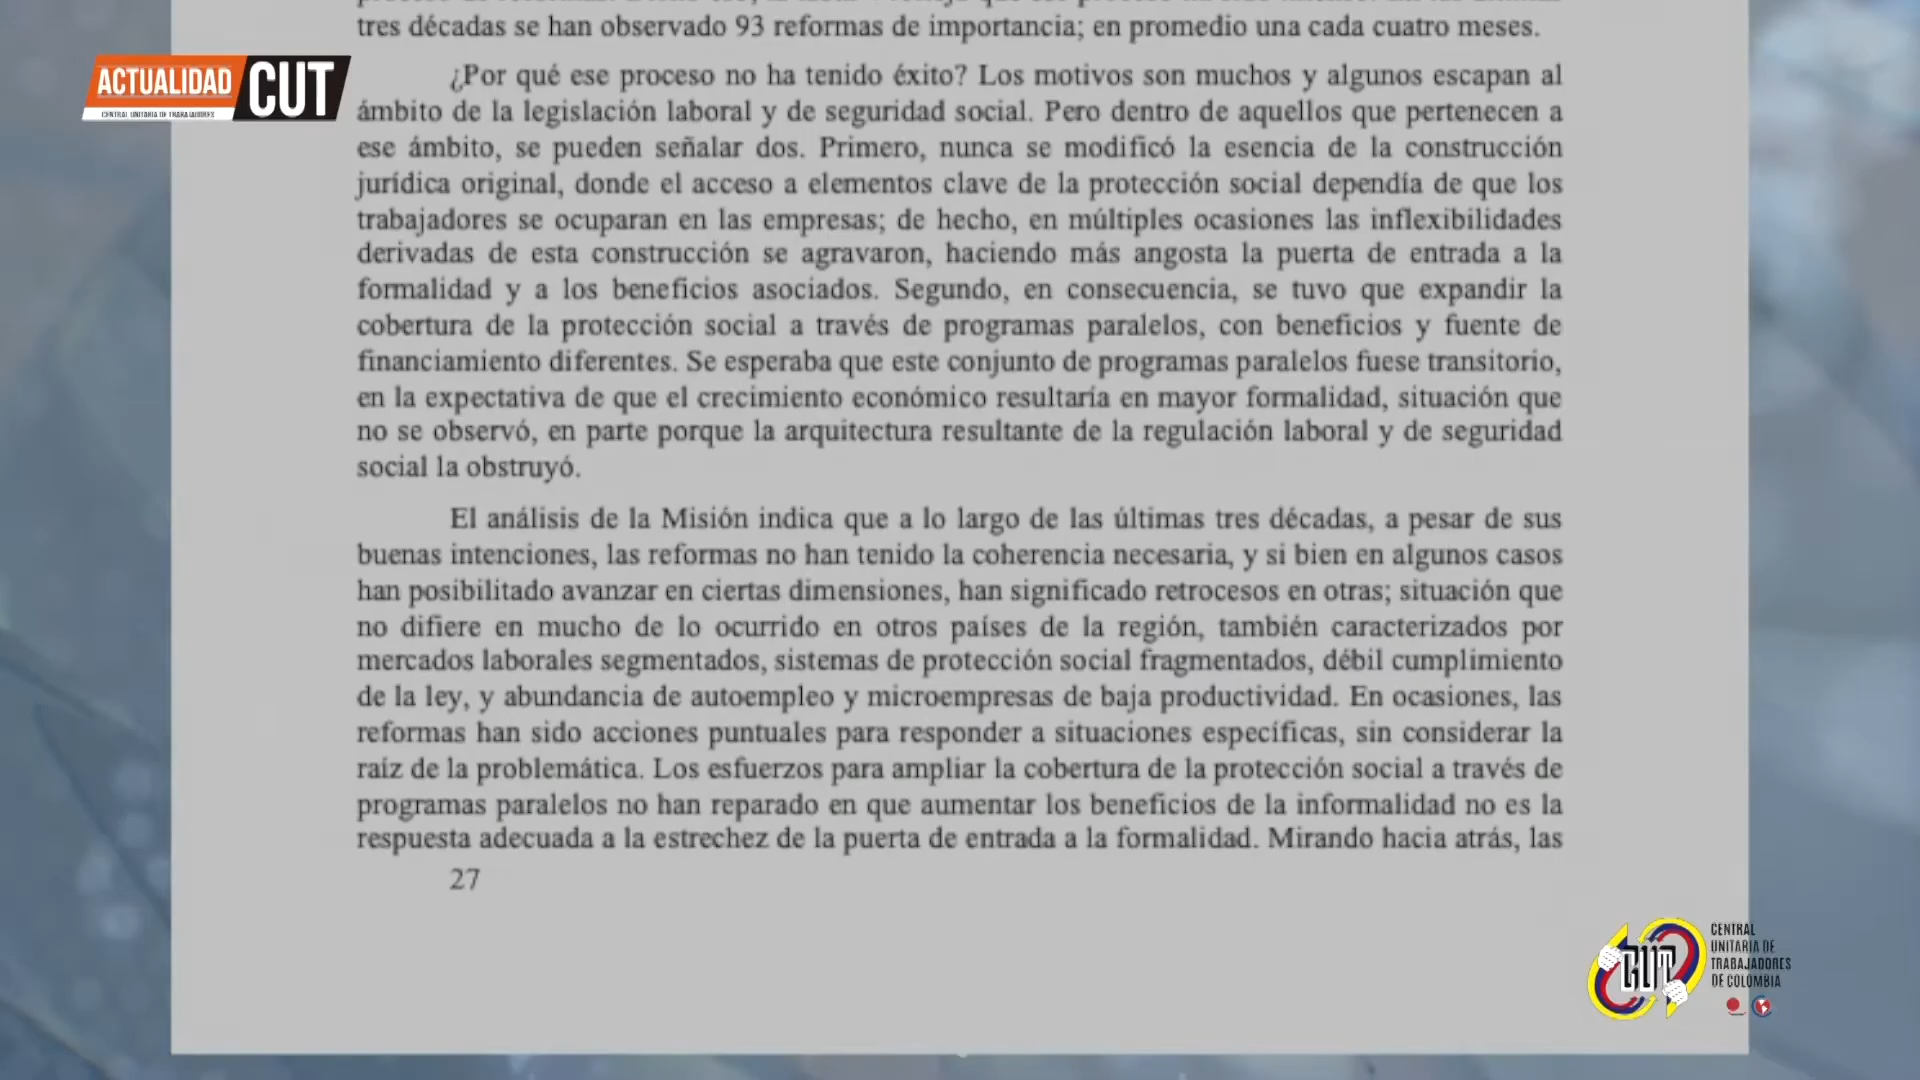 tres décadas se han observado 93 reformas de importancia; en promedio una cada cuatro meses.
ACTUALIDAD CUT
CENTRAL UNITARIA DE TRABAJADORES
¿Por qué ese proceso no ha tenido éxito? Los motivos son muchos y algunos escapan al
ámbito de la legislación laboral y de seguridad social. Pero dentro de aquellos que pertenecen a
ese ámbito, se pueden señalar dos. Primero, nunca se modificó la esencia de la construcción
jurídica original, donde el acceso a elementos clave de la protección social dependía de que los
trabajadores se ocuparan en las empresas; de hecho, en múltiples ocasiones las inflexibilidades
derivadas de esta construcción se agravaron, haciendo más angosta la puerta de entrada a la
formalidad y a los beneficios asociados. Segundo, en consecuencia, se tuvo que expandir la
cobertura de la protección social a través de programas paralelos, con beneficios y fuente de
financiamiento diferentes. Se esperaba que este conjunto de programas paralelos fuese transitorio,
en la expectativa de que el crecimiento económico resultaría en mayor formalidad, situación que
no se observó, en parte porque la arquitectura resultante de la regulación laboral y de seguridad
social la obstruyó.
El análisis de la Misión indica que a lo largo de las últimas tres décadas, a pesar de sus
buenas intenciones, las reformas no han tenido la coherencia necesaria, y si bien en algunos casos
han posibilitado avanzar en ciertas dimensiones, han significado retrocesos en otras; situación que
no difiere en mucho de lo ocurrido en otros países de la región, también caracterizados por
mercados laborales segmentados, sistemas de protección social fragmentados, débil cumplimiento
de la ley, y abundancia de autoempleo y microempresas de baja productividad. En ocasiones, las
reformas han sido acciones puntuales para responder a situaciones específicas, sin considerar la
raíz de la problemática. Los esfuerzos para ampliar la cobertura de la protección social a través de
programas paralelos no han reparado en que aumentar los beneficios de la informalidad no es la
respuesta adecuada a la estrechez de la puerta de entrada a la formalidad. Mirando hacia atrás, las
27
CUT
CENTRAL
UNITARIA DE
TRABAJADORES
DE COLOMBIA